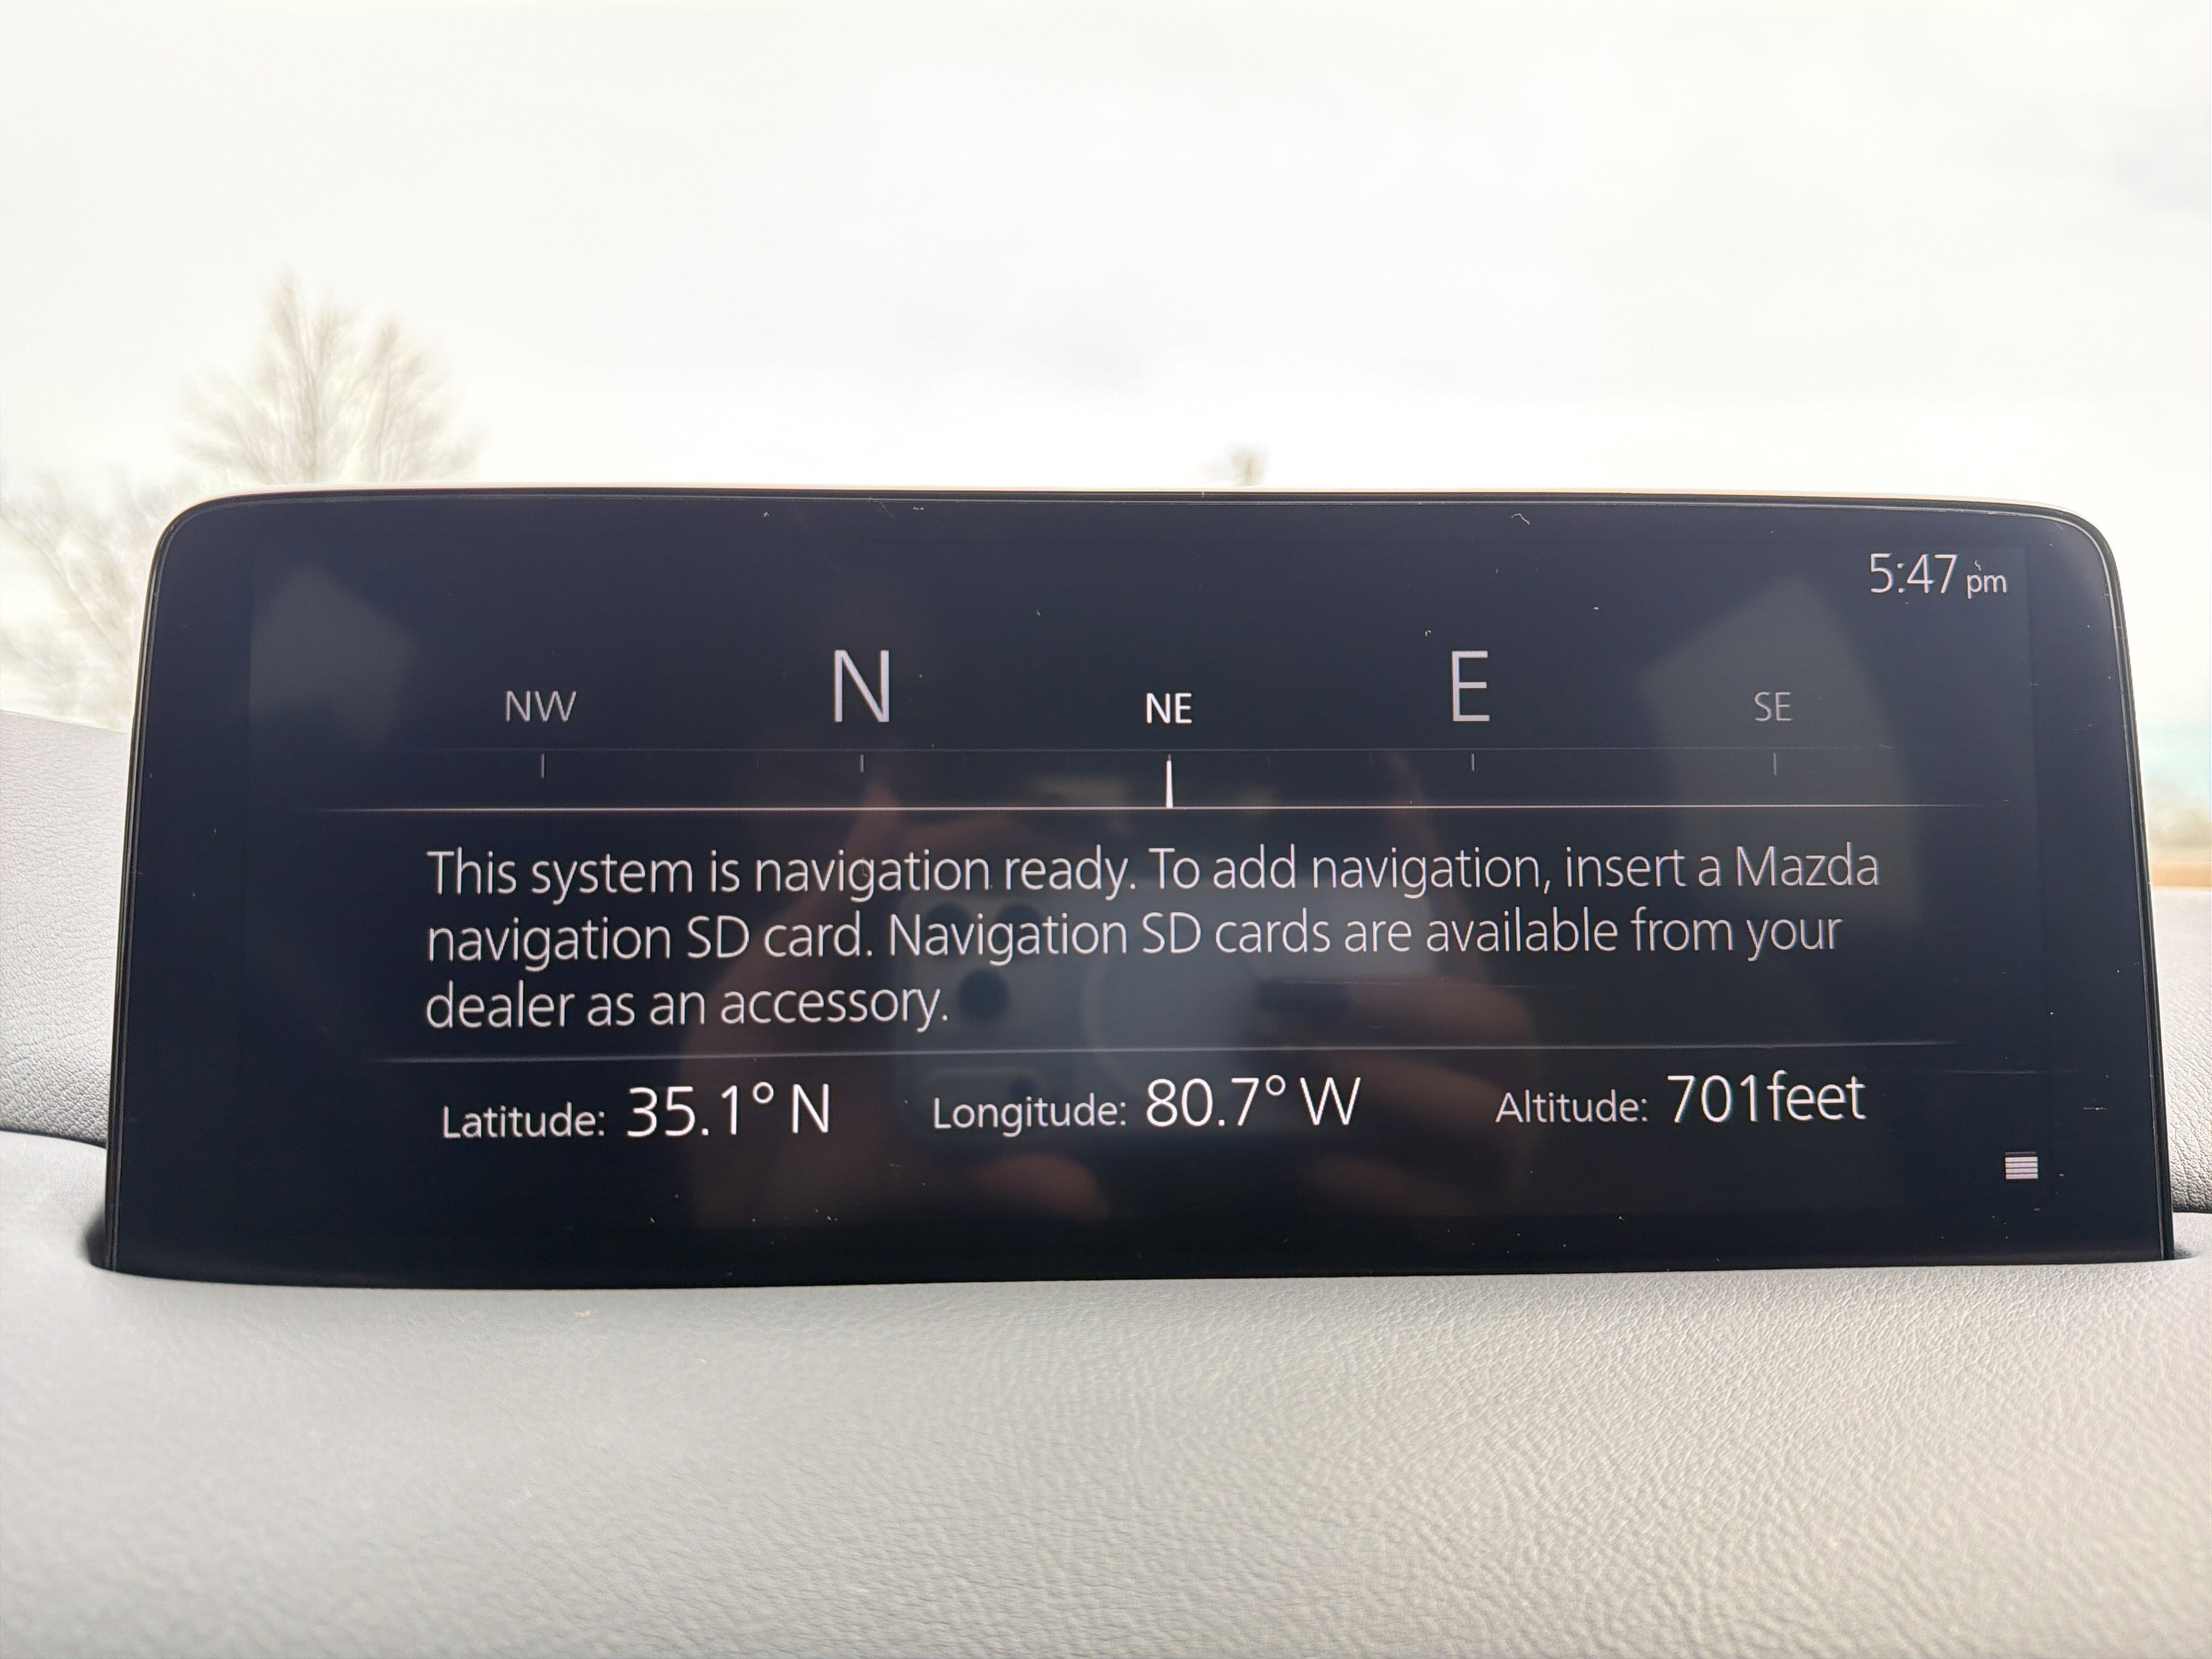 5:47 pm
NW N NE E SE
This system is navigation ready. To add navigation, insert a Mazda
navigation SD card. Navigation SD cards are available from your
dealer as an accessory.
Latitude: 35.1° N Longitude: 80.7° W Altitude: 701feet